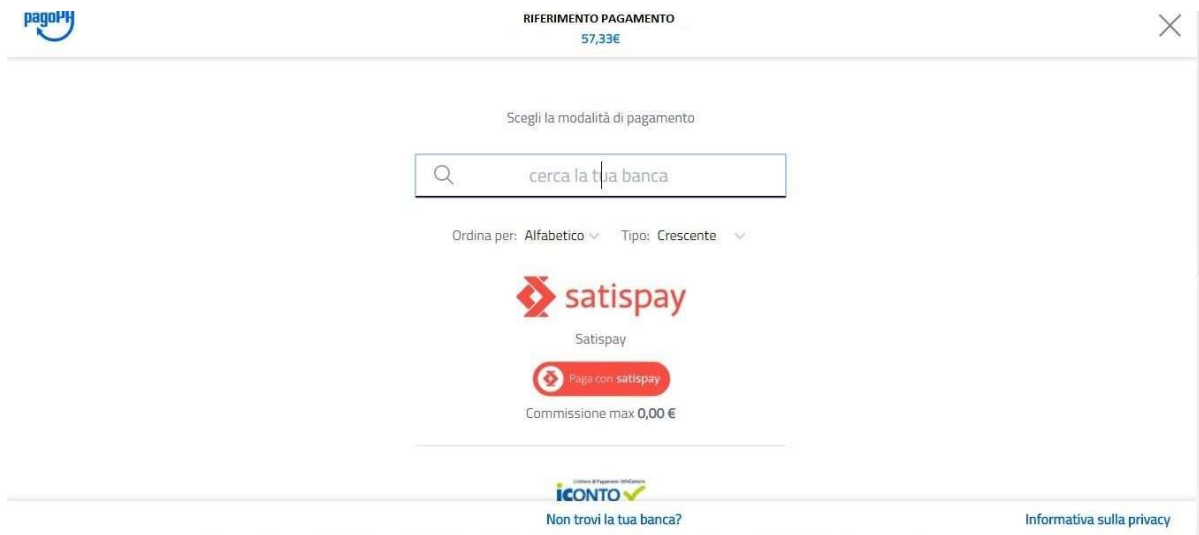 pagoPA
RIFERIMENTO PAGAMENTO
57,33€
Scegli la modalità di pagamento
cerca la tua banca
Ordina per: Alfabetico Tipo: Crescente
satispay
Satispay
Paga con satispay
Commissione max 0,00 €
iCONTO
Non trovi la tua banca?
Informativa sulla privacy